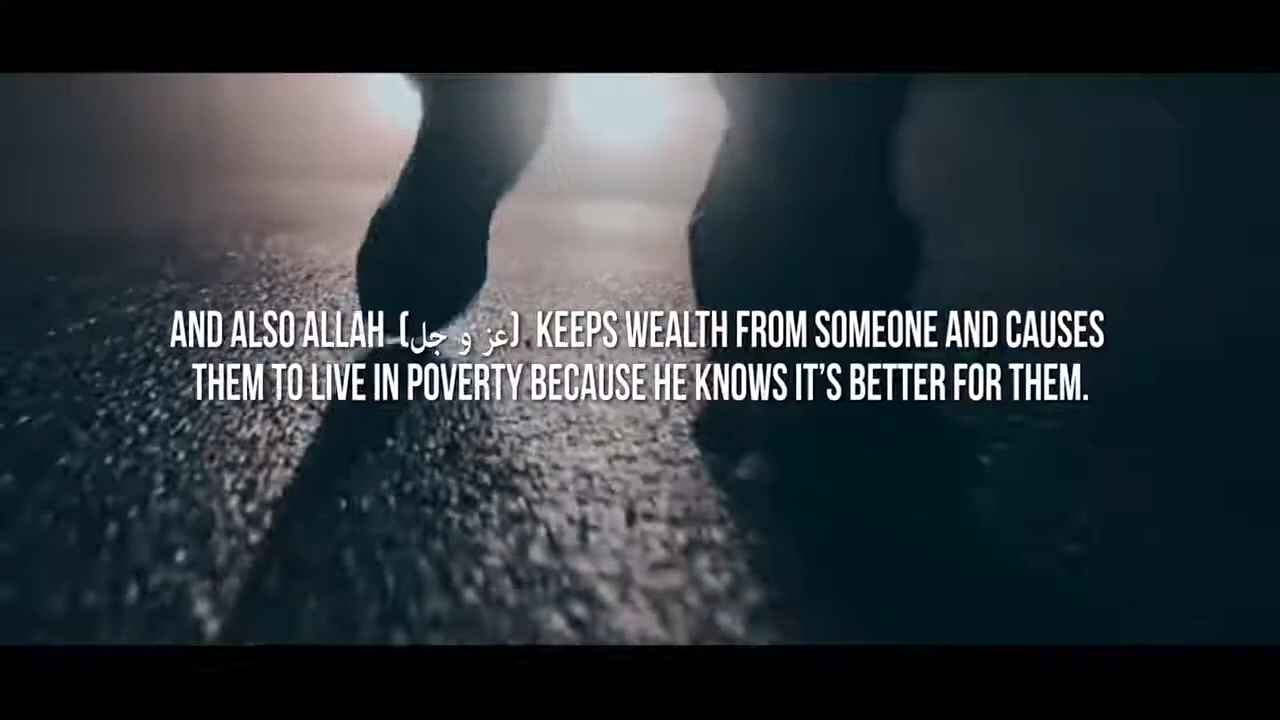 AND ALSO ALLAH (عز و جل) KEEPS WEALTH FROM SOMEONE AND CAUSES
THEM TO LIVE IN POVERTY BECAUSE HE KNOWS IT'S BETTER FOR THEM.